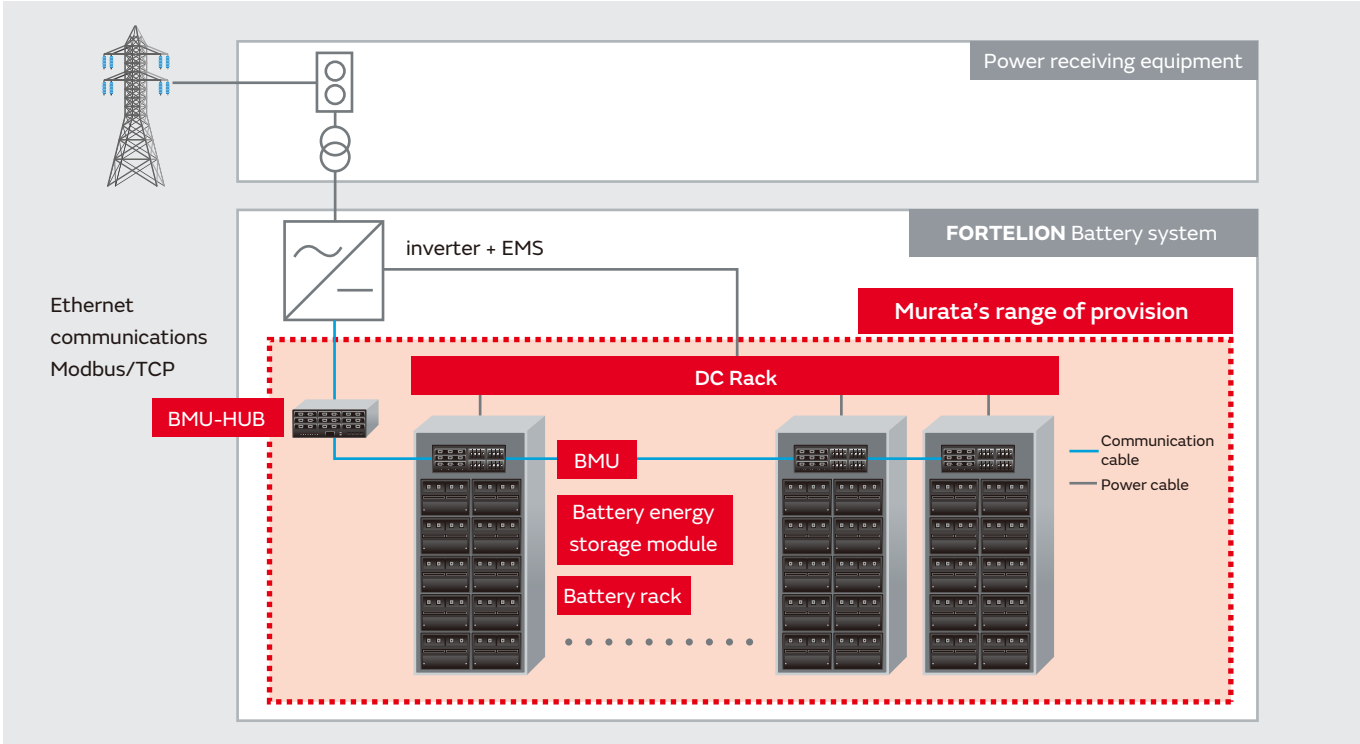 Power receiving equipment
FORTELION Battery system
inverter + EMS
Ethernet
communications
Modbus/TCP
Murata's range of provision
DC Rack
BMU-HUB
BMU
Communication
cable
Power cable
Battery energy
storage module
Battery rack